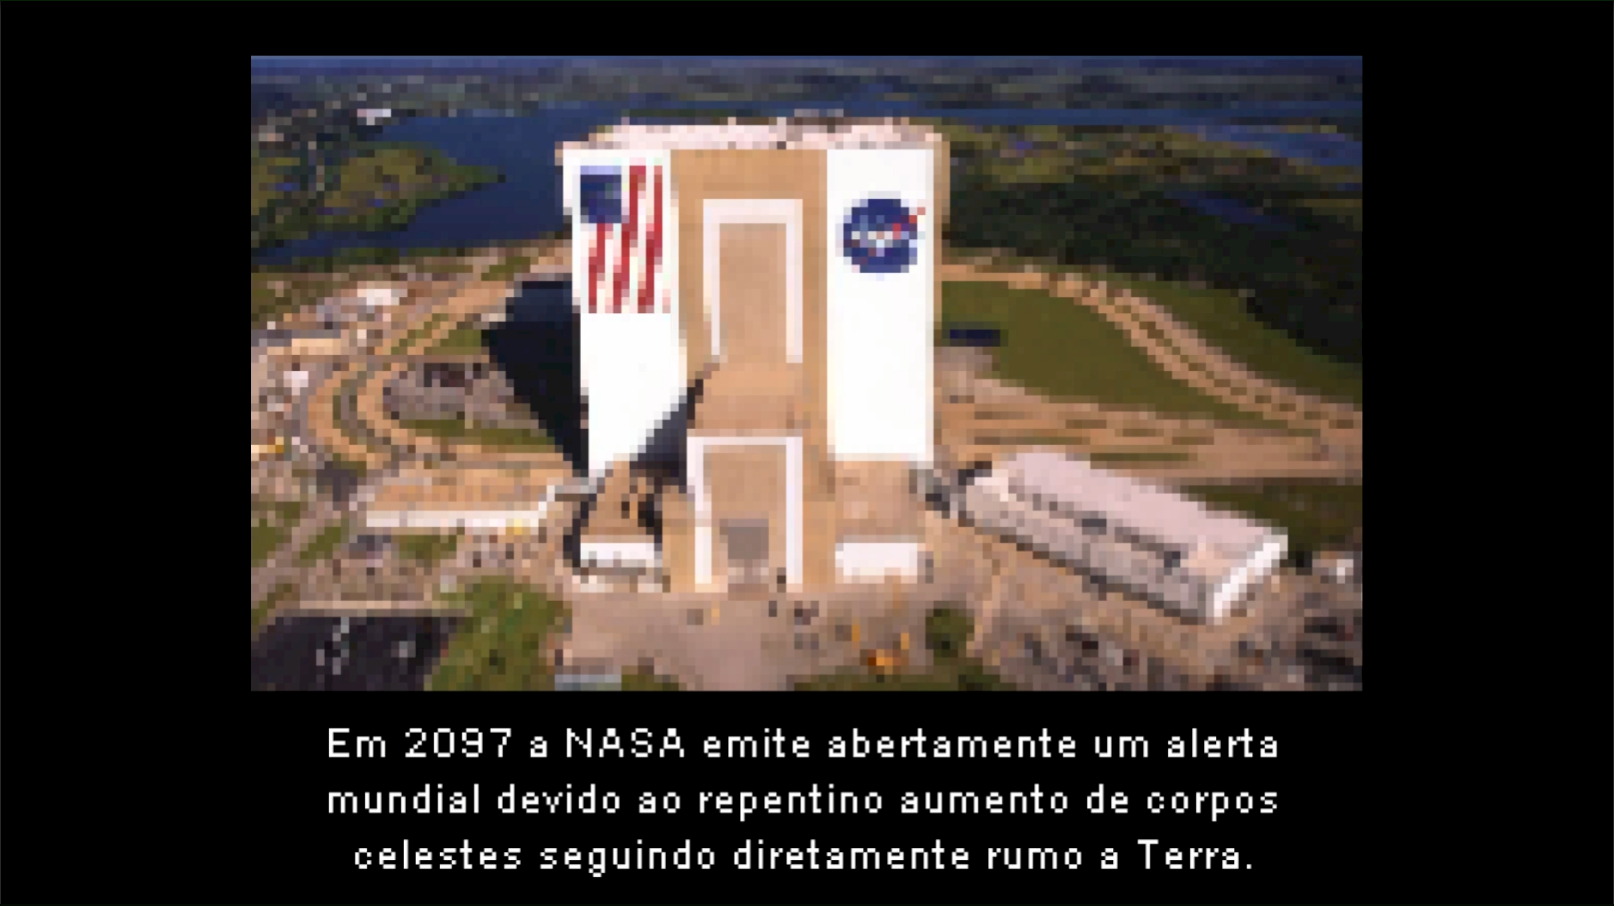 Em 2097 a NASA emite abertamente um alerta
mundial devido ao repentino aumento de corpos
celestes seguindo diretamente rumo a Terra.